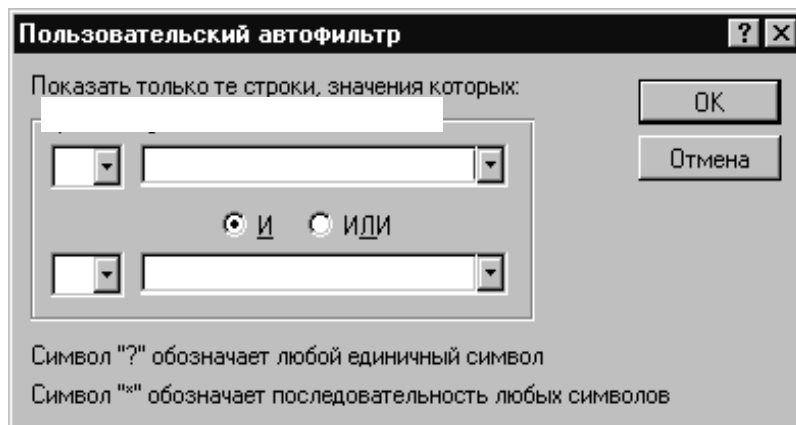 Пользовательский автофильтр
Показать только те строки, значения которых:
ОК
Отмена
И ИЛИ
Символ "?" обозначает любой единичный символ
Символ "*" обозначает последовательность любых символов